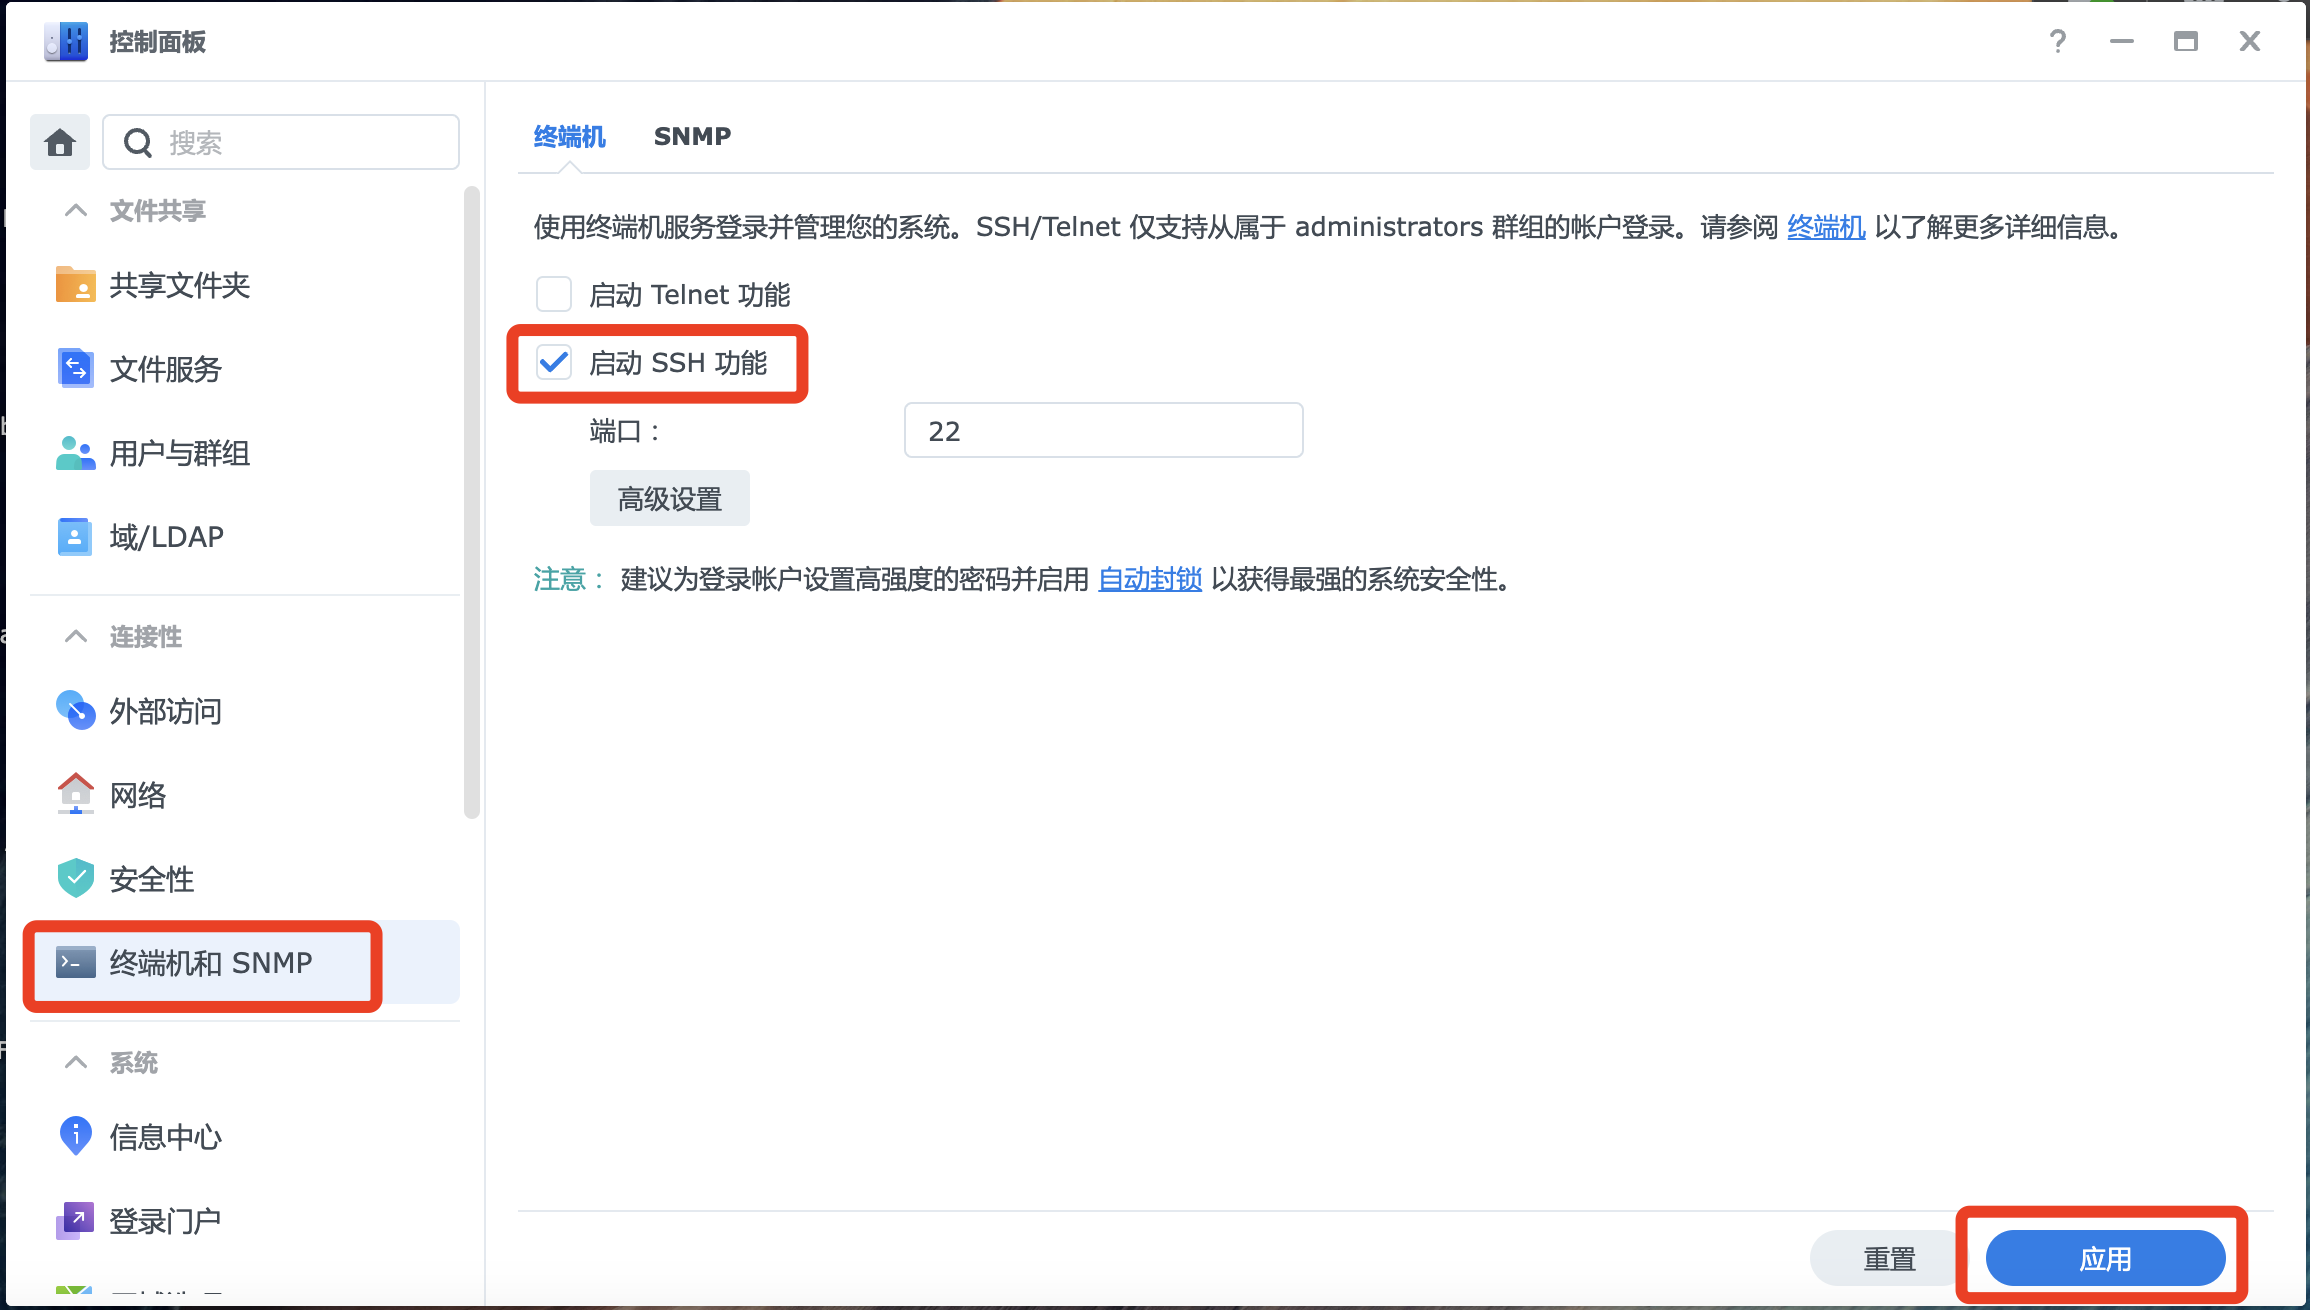 控制面板
搜索
文件共享
共享文件夹
文件服务
用户与群组
域/LDAP
连接性
外部访问
网络
安全性
终端机和 SNMP
系统
信息中心
登录门户
终端机 SNMP
使用终端机服务登录并管理您的系统。SSH/Telnet 仅支持从属于 administrators 群组的帐户登录。请参阅 终端机 以了解更多详细信息。
启动 Telnet 功能
启动 SSH 功能
端口： 22
高级设置
注意： 建议为登录帐户设置高强度的密码并启用 自动封锁 以获得最强的系统安全性。
重置 应用